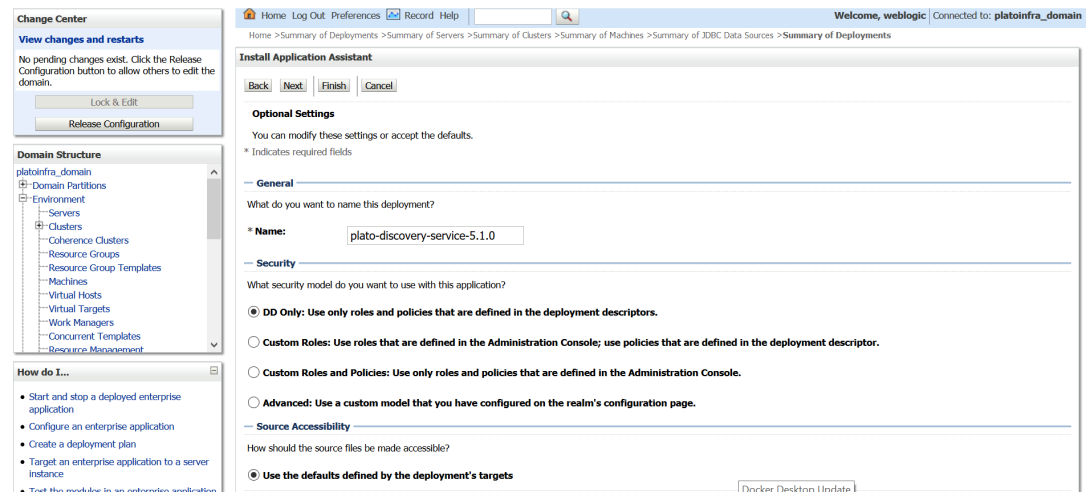 Change Center
View changes and restarts
No pending changes exist. Click the Release
Configuration button to allow others to edit the
domain.
Lock & Edit
Release Configuration
Domain Structure
platoinfra_domain
Domain Partitions
Environment
Servers
Clusters
Coherence Clusters
Resource Groups
Resource Group Templates
Machines
Virtual Hosts
Virtual Targets
Work Managers
Concurrent Templates
Resource Management
How do I...
Start and stop a deployed enterprise
application
Configure an enterprise application
Create a deployment plan
Target an enterprise application to a server
instance
Test the modules in an enterprise application
Home Log Out Preferences Record Help
Welcome, weblogic Connected to: platoinfra_domain
Home >Summary of Deployments >Summary of Servers >Summary of Clusters >Summary of Machines >Summary of JDBC Data Sources >Summary of Deployments
Install Application Assistant
Back Next Finish Cancel
Optional Settings
You can modify these settings or accept the defaults.
* Indicates required fields
General
What do you want to name this deployment?
* Name: plato-discovery-service-5.1.0
Security
What security model do you want to use with this application?
DD Only: Use only roles and policies that are defined in the deployment descriptors.
Custom Roles: Use roles that are defined in the Administration Console; use policies that are defined in the deployment descriptor.
Custom Roles and Policies: Use only roles and policies that are defined in the Administration Console.
Advanced: Use a custom model that you have configured on the realm's configuration page.
Source Accessibility
How should the source files be made accessible?
Use the defaults defined by the deployment's targets
Docker Desktop Update